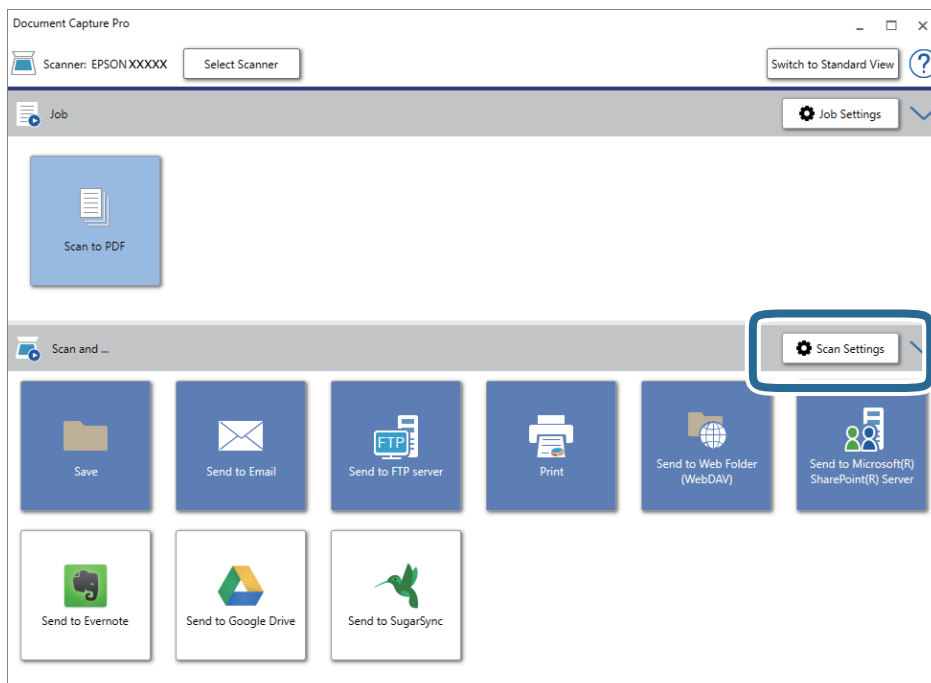 Document Capture Pro
Scanner: EPSON XXXXX
Select Scanner
Switch to Standard View
?
Job
Job Settings
Scan to PDF
Scan and ...
Scan Settings
Save
Send to Email
FTP
Send to FTP server
Print
Send to Web Folder
(WebDAV)
Send to Microsoft(R)
SharePoint(R) Server
Send to Evernote
Send to Google Drive
Send to SugarSync